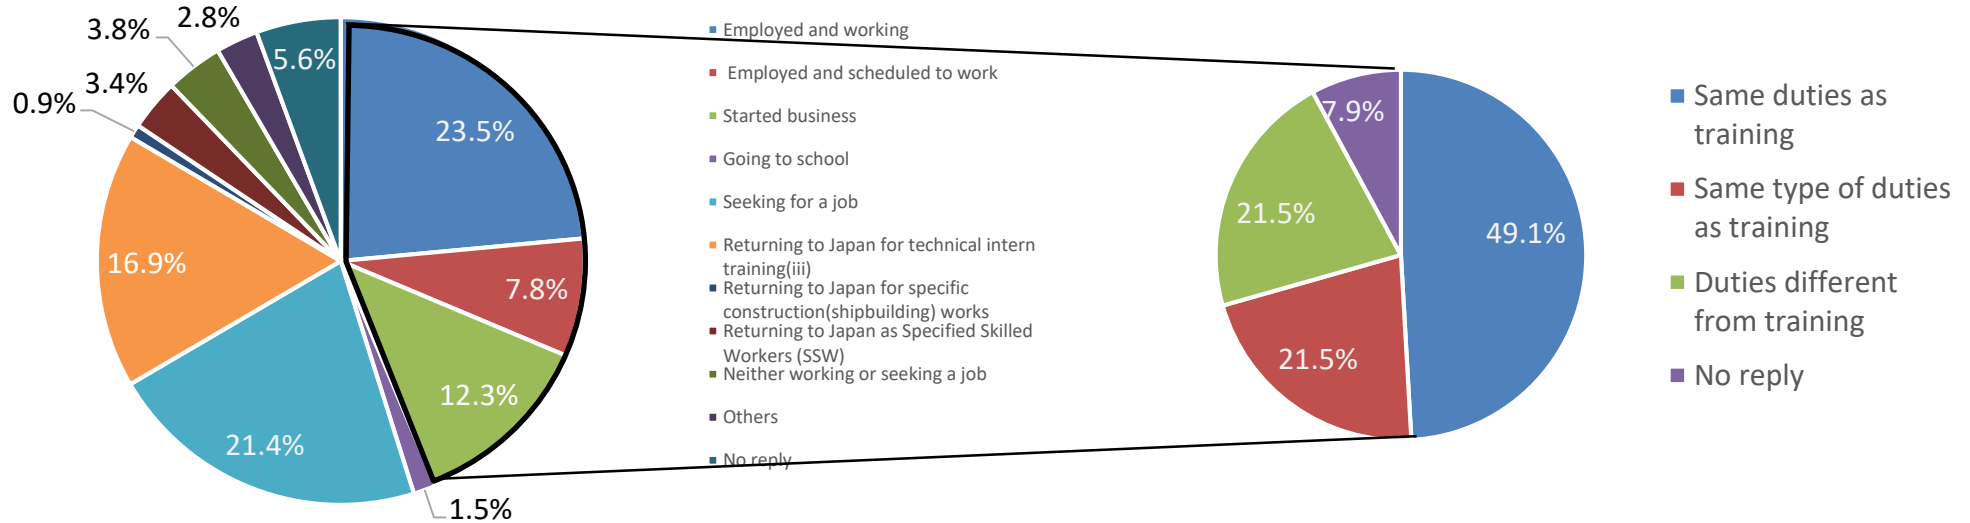 2.8%
3.8%
3.4%
0.9%
5.6%
23.5%
7.8%
12.3%
1.5%
21.4%
16.9%
Employed and working
Employed and scheduled to work
Started business
Going to school
Seeking for a job
Returning to Japan for technical intern
training(iii)
Returning to Japan for specific
construction(shipbuilding) works
Returning to Japan as Specified Skilled
Workers (SSW)
Neither working or seeking a job
Others
No reply
7.9%
49.1%
21.5%
21.5%
Same duties as
training
Same type of duties
as training
Duties different
from training
No reply